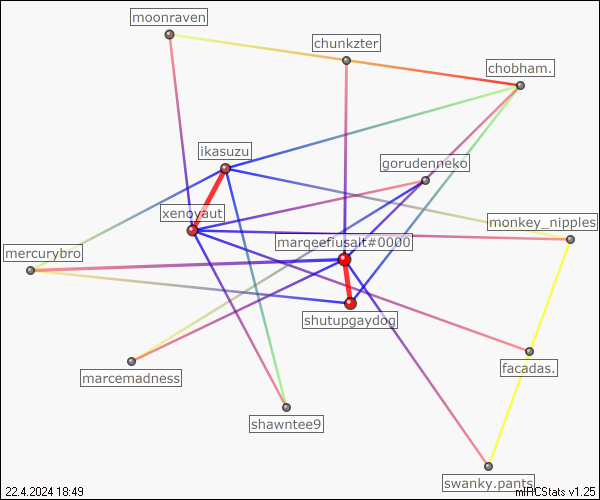 moonraven
chunkzter
chobham.
ikasuzu
gorudenneko
xenoyaut
monkey_nipples
marqeefiusalt#0000
mercurybro
shutupgaydog
facadas.
marcemadness
shawntee9
swanky.pants
22.4.2024 18:49
mIRCStats v1.25